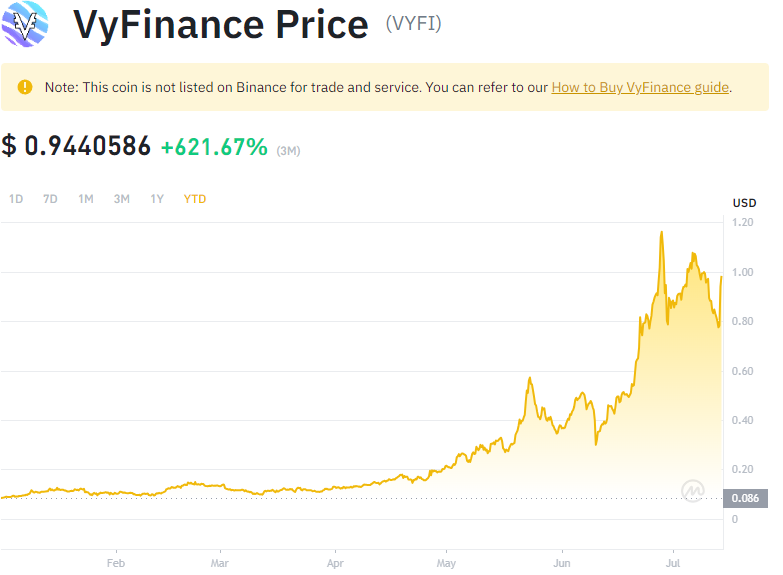 VyFinance Price (VYFI)
Note: This coin is not listed on Binance for trade and service. You can refer to our How to Buy VyFinance guide.
$ 0.9440586 +621.67% (3M)
1D 7D 1M 3M 1Y YTD
USD
1.20
1.00
0.80
0.60
0.40
0.20
0.086
0
Feb Mar Apr May Jun Jul